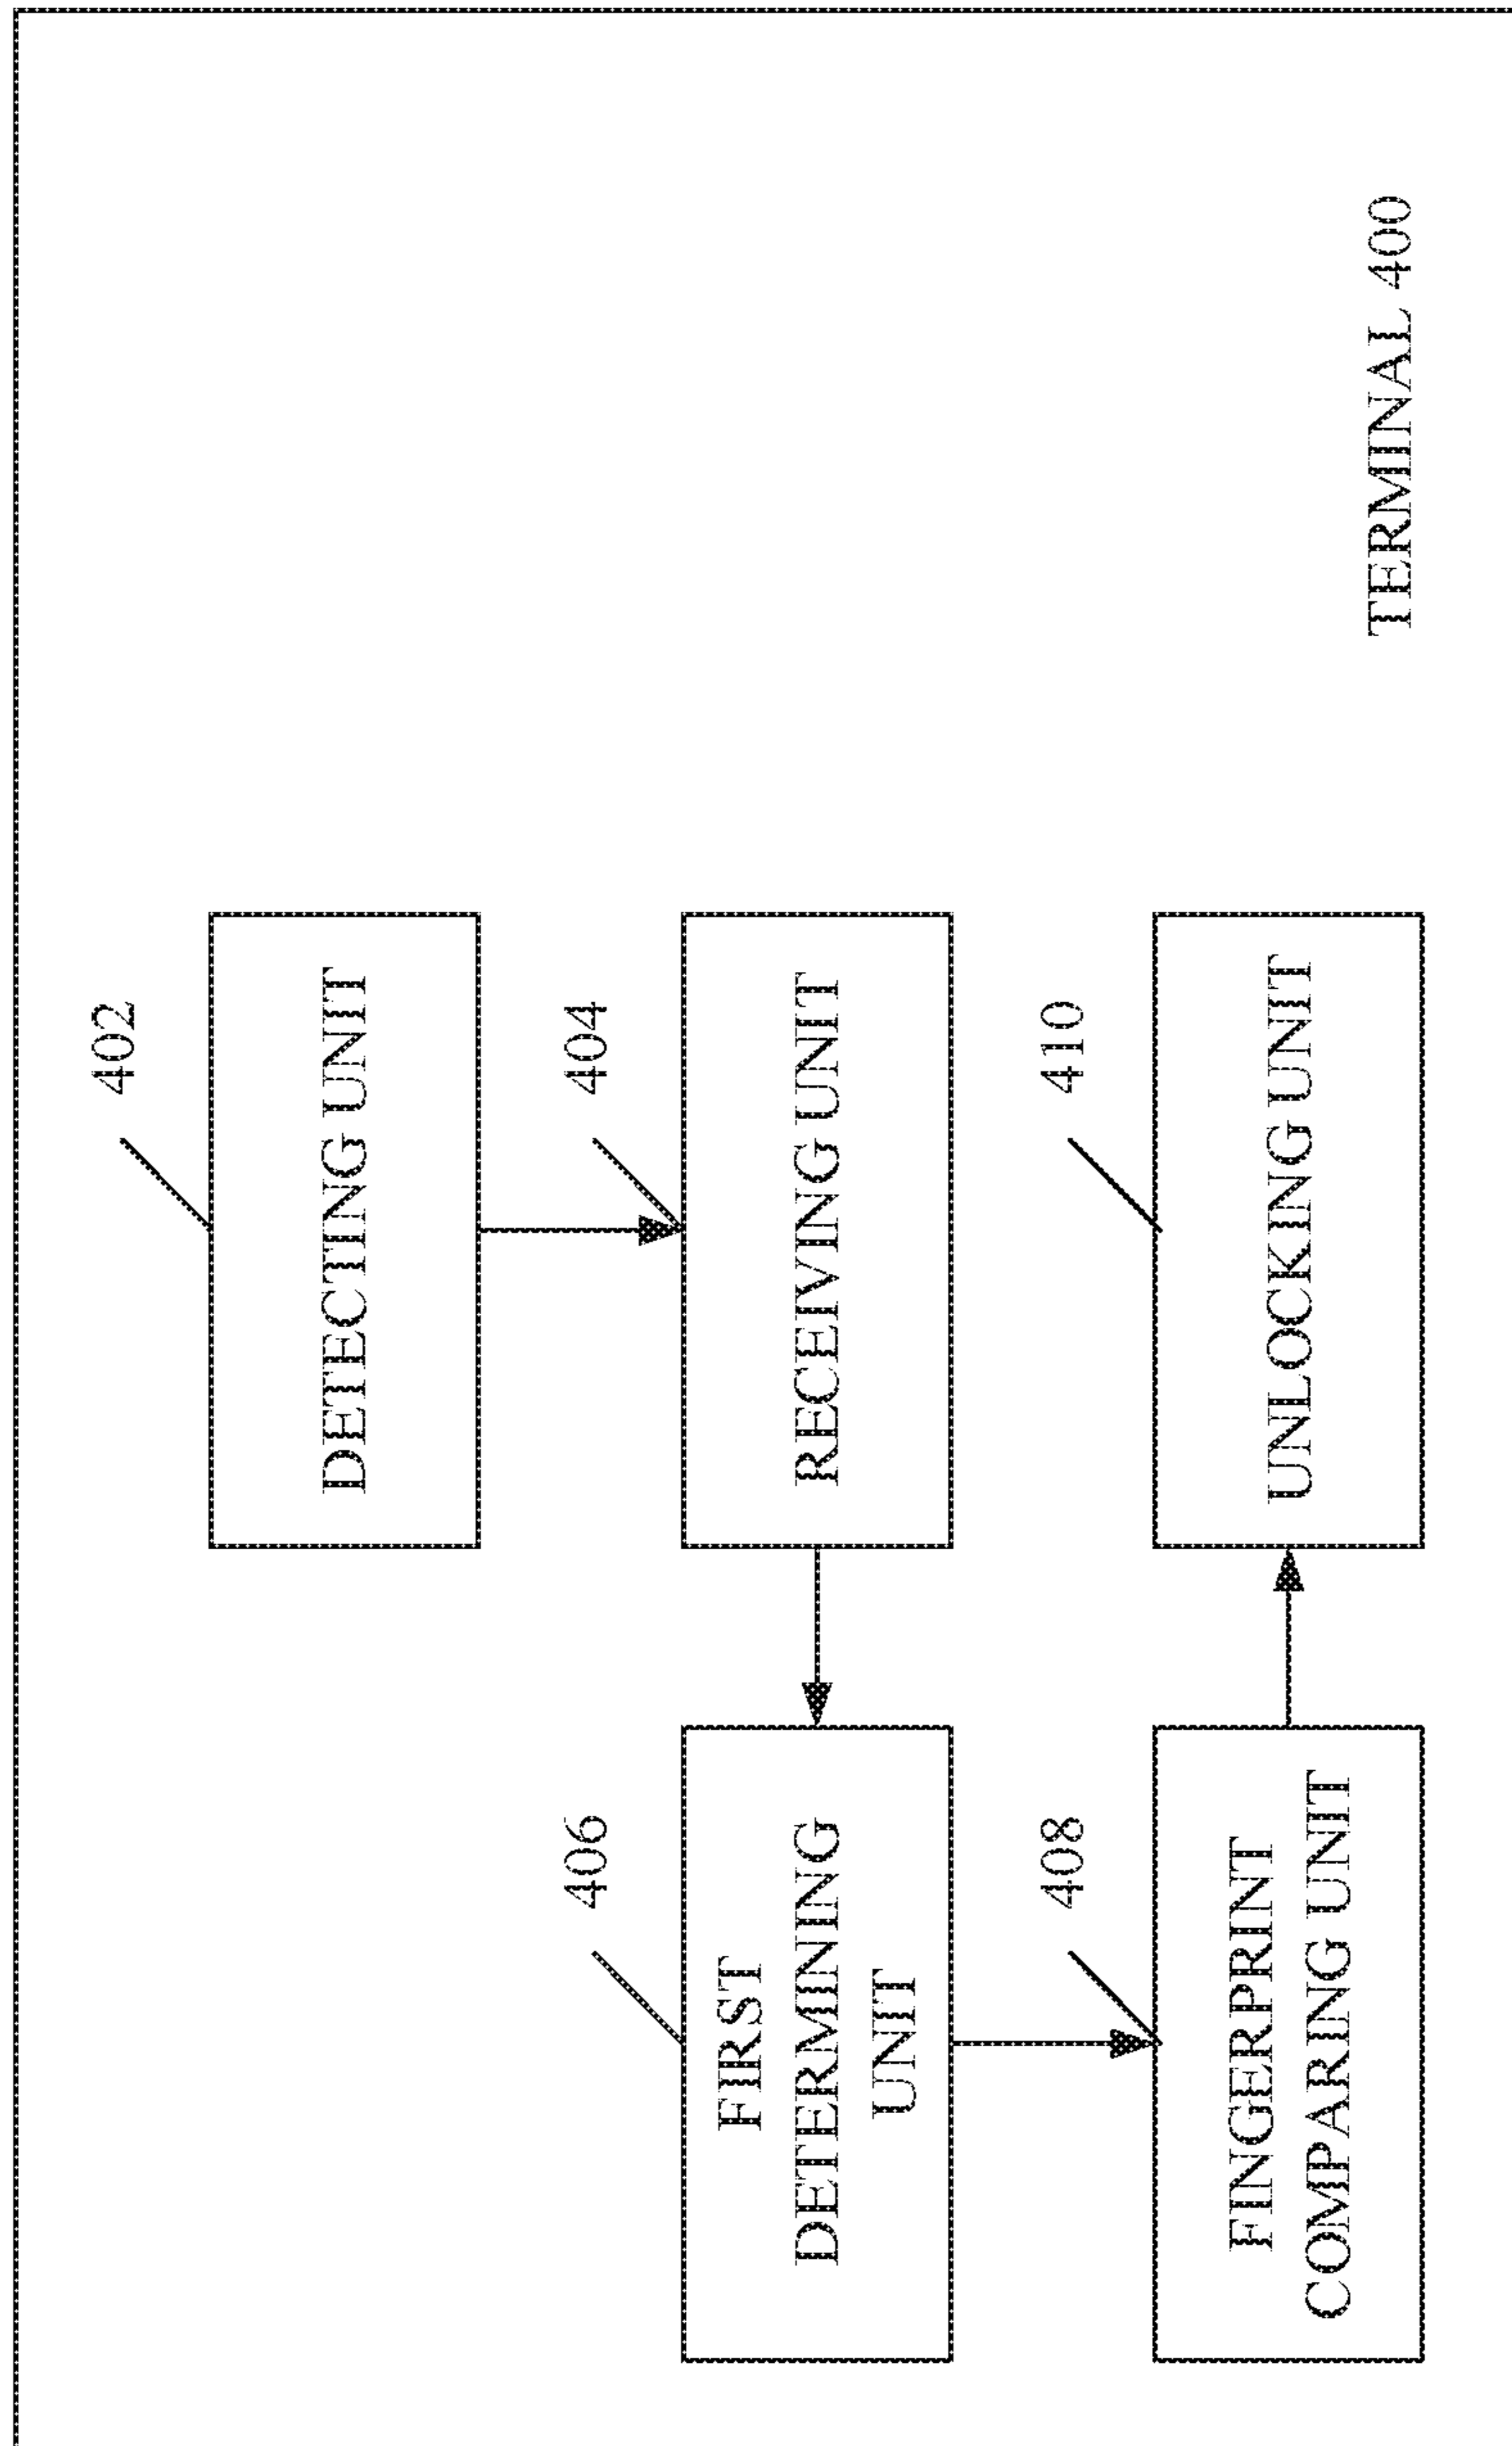 402
DETECTING UNIT
404
RECEIVING UNIT
406
FIRST
DETERMINING
UNIT
408
FINGERPRINT
COMPARING UNIT
410
UNLOCKING UNIT
TERMINAL 400